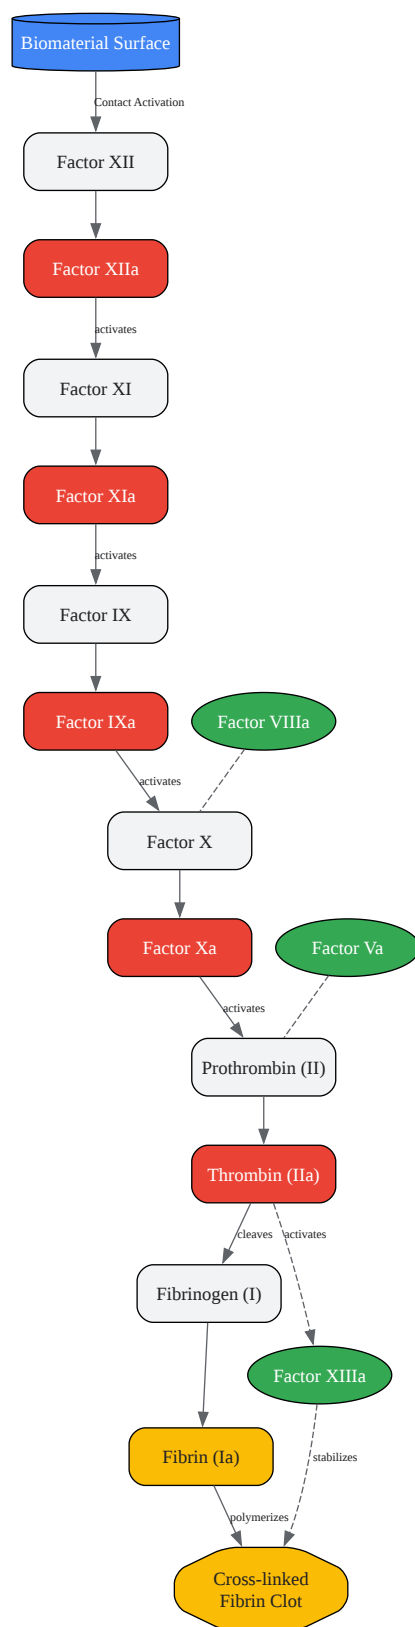 Biomaterial Surface
Contact Activation
Factor XII
Factor XIIa
activates
Factor XI
Factor XIa
activates
Factor IX
Factor IXa
Factor VIIIa
activates
Factor X
Factor Xa
Factor Va
activates
Prothrombin (II)
Thrombin (IIa)
cleaves
activates
Fibrinogen (I)
Factor XIIIa
Fibrin (Ia)
stabilizes
polymerizes
Cross-linked
Fibrin Clot